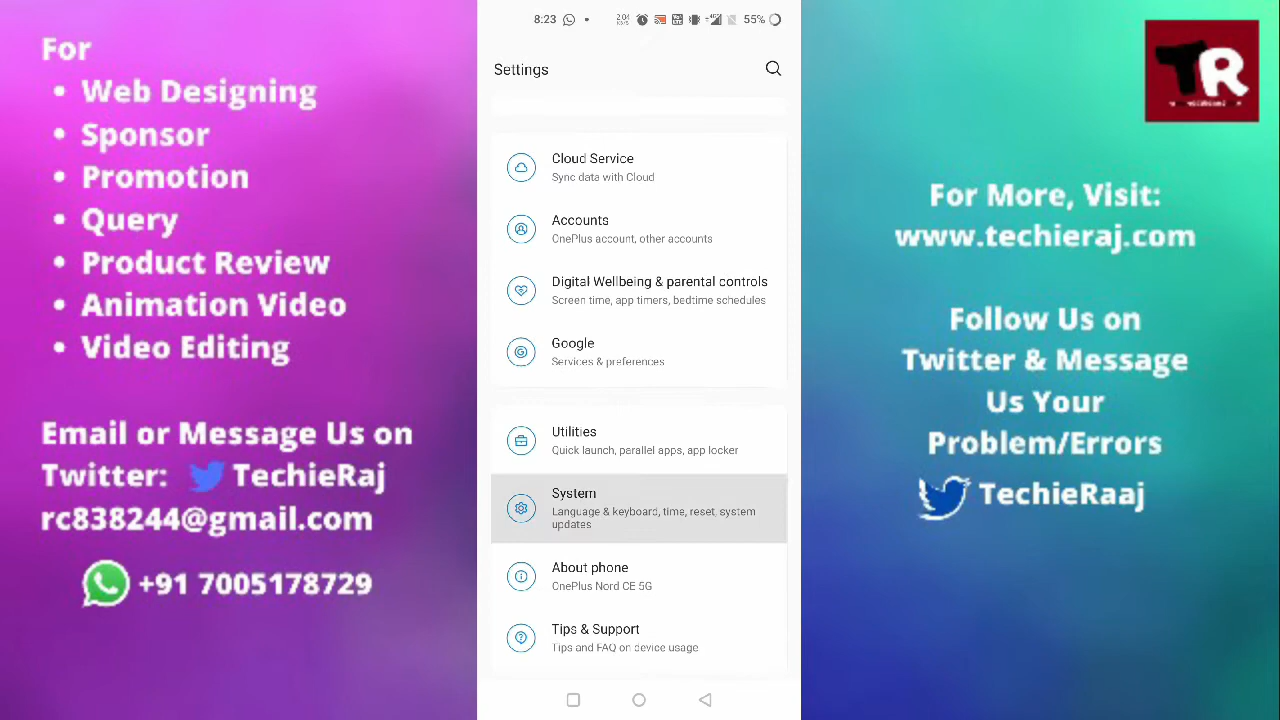 For
• Web Designing
• Sponsor
• Promotion
• Query
• Product Review
• Animation Video
• Video Editing
Email or Message Us on
Twitter: TechieRaj
rc838244@gmail.com
+91 7005178729
8:23
55%
Settings
Cloud Service
Sync data with Cloud
Accounts
OnePlus account, other accounts
Digital Wellbeing & parental controls
Screen time, app timers, bedtime schedules
Google
Services & preferences
Utilities
Quick launch, parallel apps, app locker
System
Language & keyboard, time, reset, system
updates
About phone
OnePlus Nord CE 5G
Tips & Support
Tips and FAQ on device usage
TR
For More, Visit:
www.techieraj.com
Follow Us on
Twitter & Message
Us Your
Problem/Errors
TechieRaaj